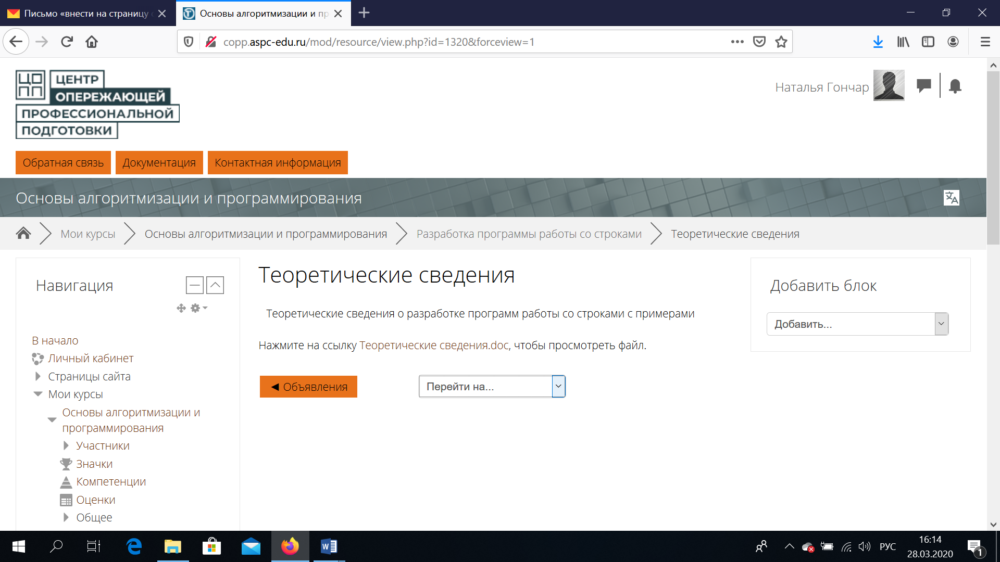 Письмо «внести на страницу
Основы алгоритмизации и пр
copp.aspc-edu.ru/mod/resource/view.php?id=1320&forceview=1
ЦО
ПП
ЦЕНТР
ОПЕРЕЖАЮЩЕЙ
ПРОФЕССИОНАЛЬНОЙ
ПОДГОТОВКИ
Наталья Гончар
Обратная связь
Документация
Контактная информация
Основы алгоритмизации и программирования
Мои курсы
Основы алгоритмизации и программирования
Разработка программы работы со строками
Теоретические сведения
Навигация
В начало
Личный кабинет
Страницы сайта
Мои курсы
Основы алгоритмизации и
программирования
Участники
Значки
Компетенции
Оценки
Общее
Теоретические сведения
Теоретические сведения о разработке программ работы со строками с примерами
Нажмите на ссылку Теоретические сведения.doc, чтобы просмотреть файл.
◄ Объявления
Перейти на...
Добавить блок
Добавить...
РУС
16:14
28.03.2020
1